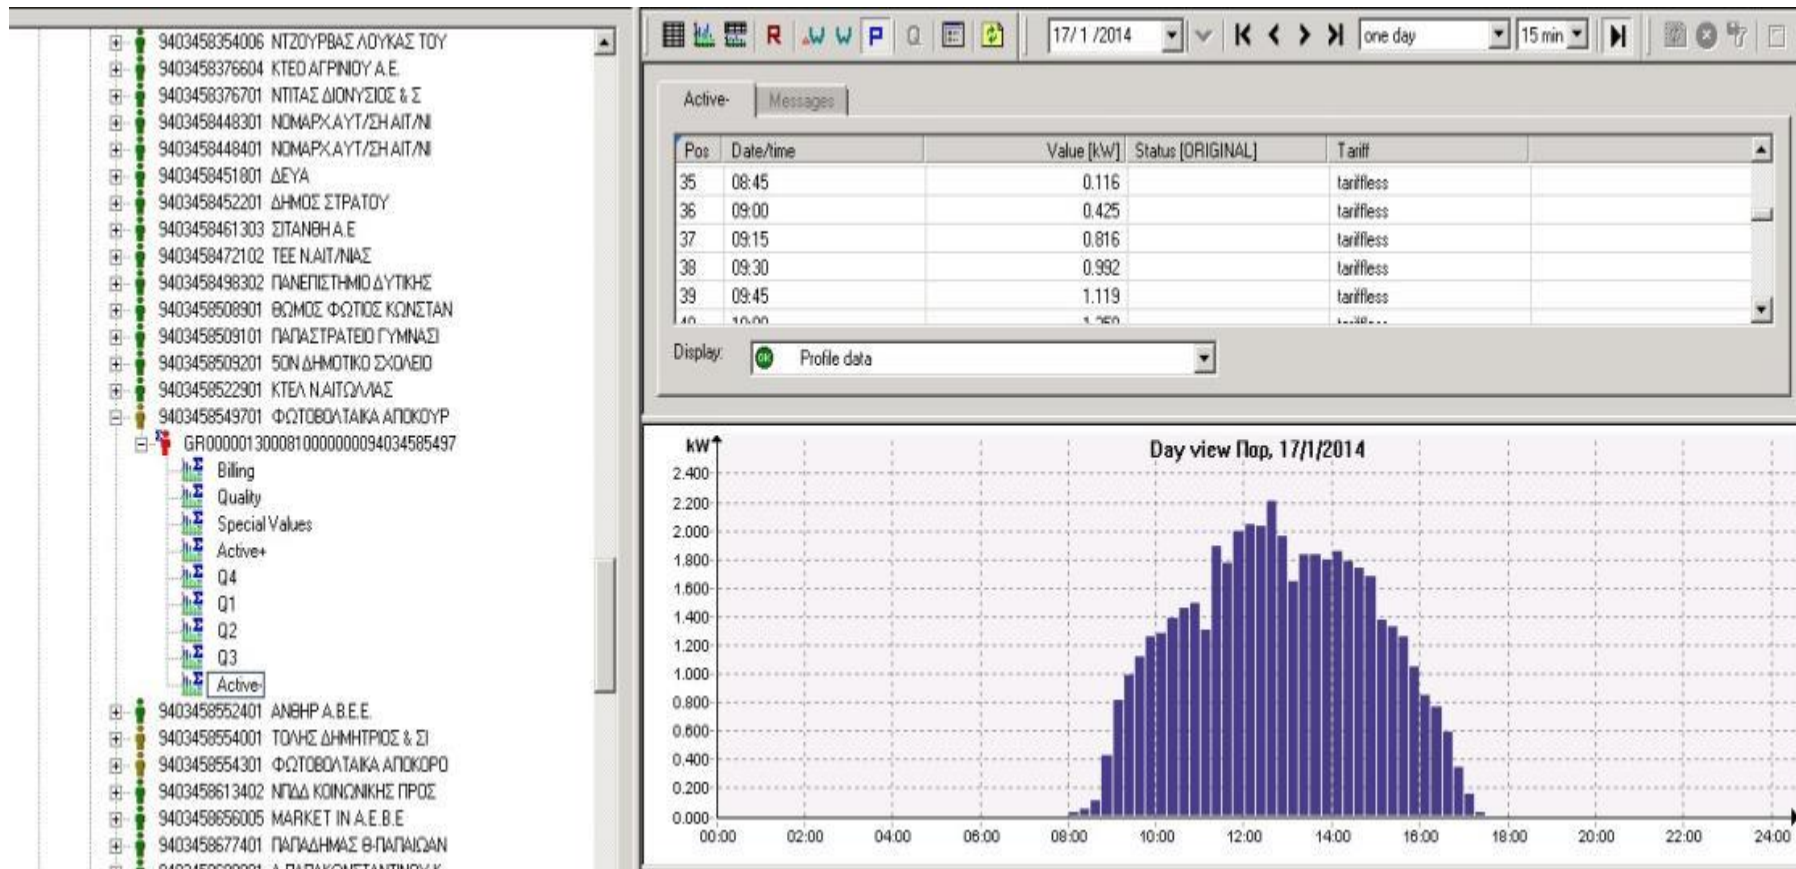 9403458354006 ΝΤΖΟΥΡΒΑΣ ΛΟΥΚΑΣ ΤΟΥ
9403458376604 ΚΤΕΟ ΑΓΡΙΝΙΟΥ Α.Ε.
9403458376701 ΝΤΙΤΑΣ ΔΙΟΝΥΣΙΟΣ & Σ
9403458448301 ΝΟΜΑΡΧ.ΑΥΤ/ΣΗ ΑΙΤ/ΝΙ
9403458448401 ΝΟΜΑΡΧ.ΑΥΤ/ΣΗ ΑΙΤ/ΝΙ
9403458451801 ΔΕΥΑ
9403458452201 ΔΗΜΟΣ ΣΤΡΑΤΟΥ
9403458461303 ΣΙΤΑΝΘΗ Α.Ε
9403458472102 ΤΕΕ Ν.ΑΙΤ/ΝΙΑΣ
9403458498302 ΠΑΝΕΠΙΣΤΗΜΙΟ ΔΥΤΙΚΗΣ
9403458508901 ΘΩΜΟΣ ΦΩΤΙΟΣ ΚΩΝΣΤΑΝ
9403458509101 ΠΑΠΑΣΤΡΑΤΕΙΟ ΓΥΜΝΑΣΙ
9403458509201 5ΟΝ ΔΗΜΟΤΙΚΟ ΣΧΟΛΕΙΟ
9403458522901 ΚΤΕΛ Ν.ΑΙΤΩΛ/ΙΑΣ
9403458549701 ΦΩΤΟΒΟΛΤΑΙΚΑ ΑΠΟΚΟΥΡ
GR0000013000810000000094034585497
Billing
Quality
Special Values
Active+
Q4
Q1
Q2
Q3
Active-
9403458552401 ΑΝΘΗΡ Α.Β.Ε.Ε.
9403458554001 ΤΟΛΗΣ ΔΗΜΗΤΡΙΟΣ & ΣΙ
9403458554301 ΦΩΤΟΒΟΛΤΑΙΚΑ ΑΠΟΚΟΡΟ
9403458613402 ΝΠΔΔ ΚΟΙΝΩΝΙΚΗΣ ΠΡΟΣ
9403458656005 MARKET IN A.E.B.E
9403458677401 ΠΑΠΑΔΗΜΑΣ Θ-ΠΑΠΑΙΩΑΝ
R W W P Q 17/ 1 /2014 one day 15 min
Active- Messages
Pos Date/time Value [kW] Status [ORIGINAL] Tariff
35 08:45 0.116 tariffless
36 09:00 0.425 tariffless
37 09:15 0.816 tariffless
38 09:30 0.992 tariffless
39 09:45 1.119 tariffless
Display: OK Profile data
kW Day view Παρ, 17/1/2014
2.400
2.200
2.000
1.800
1.600
1.400
1.200
1.000
0.800
0.600
0.400
0.200
0.000
00:00 02:00 04:00 06:00 08:00 10:00 12:00 14:00 16:00 18:00 20:00 22:00 24:00